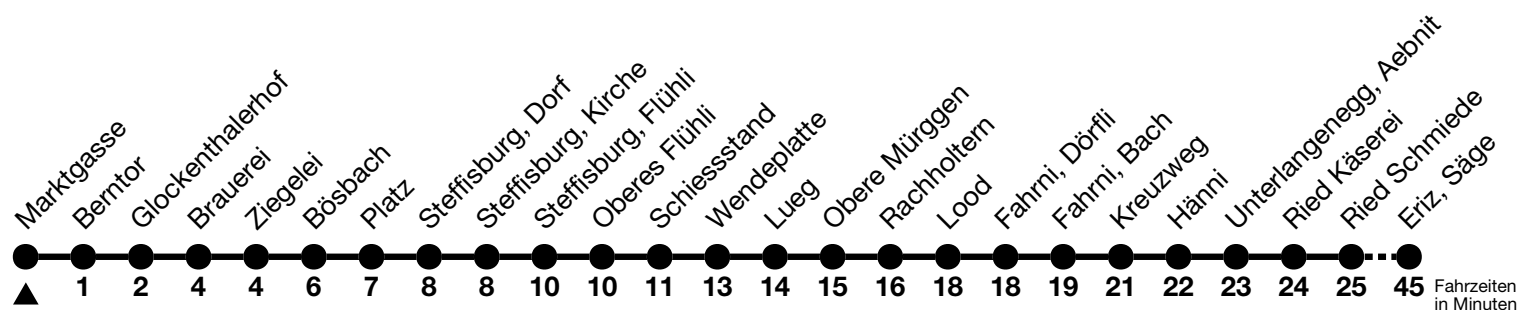 Marktgasse
Berntor
Glockenthalerhof
Brauerei
Ziegelei
Bösbach
Platz
Steffisburg, Dorf
Steffisburg, Kirche
Steffisburg, Flühli
Oberes Flühli
Schiessstand
Wendeplatte
Lueg
Obere Mürggen
Rachholtern
Lood
Fahrni, Dörfli
Fahrni, Bach
Kreuzweg
Hänni
Unterlangenegg, Aebnit
Ried Käserei
Ried Schmiede
Eriz, Säge
1 2 4 4 6 7 8 8 10 10 11 13 14 15 16 18 18 19 21 22 23 24 25 45
Fahrzeiten
in Minuten